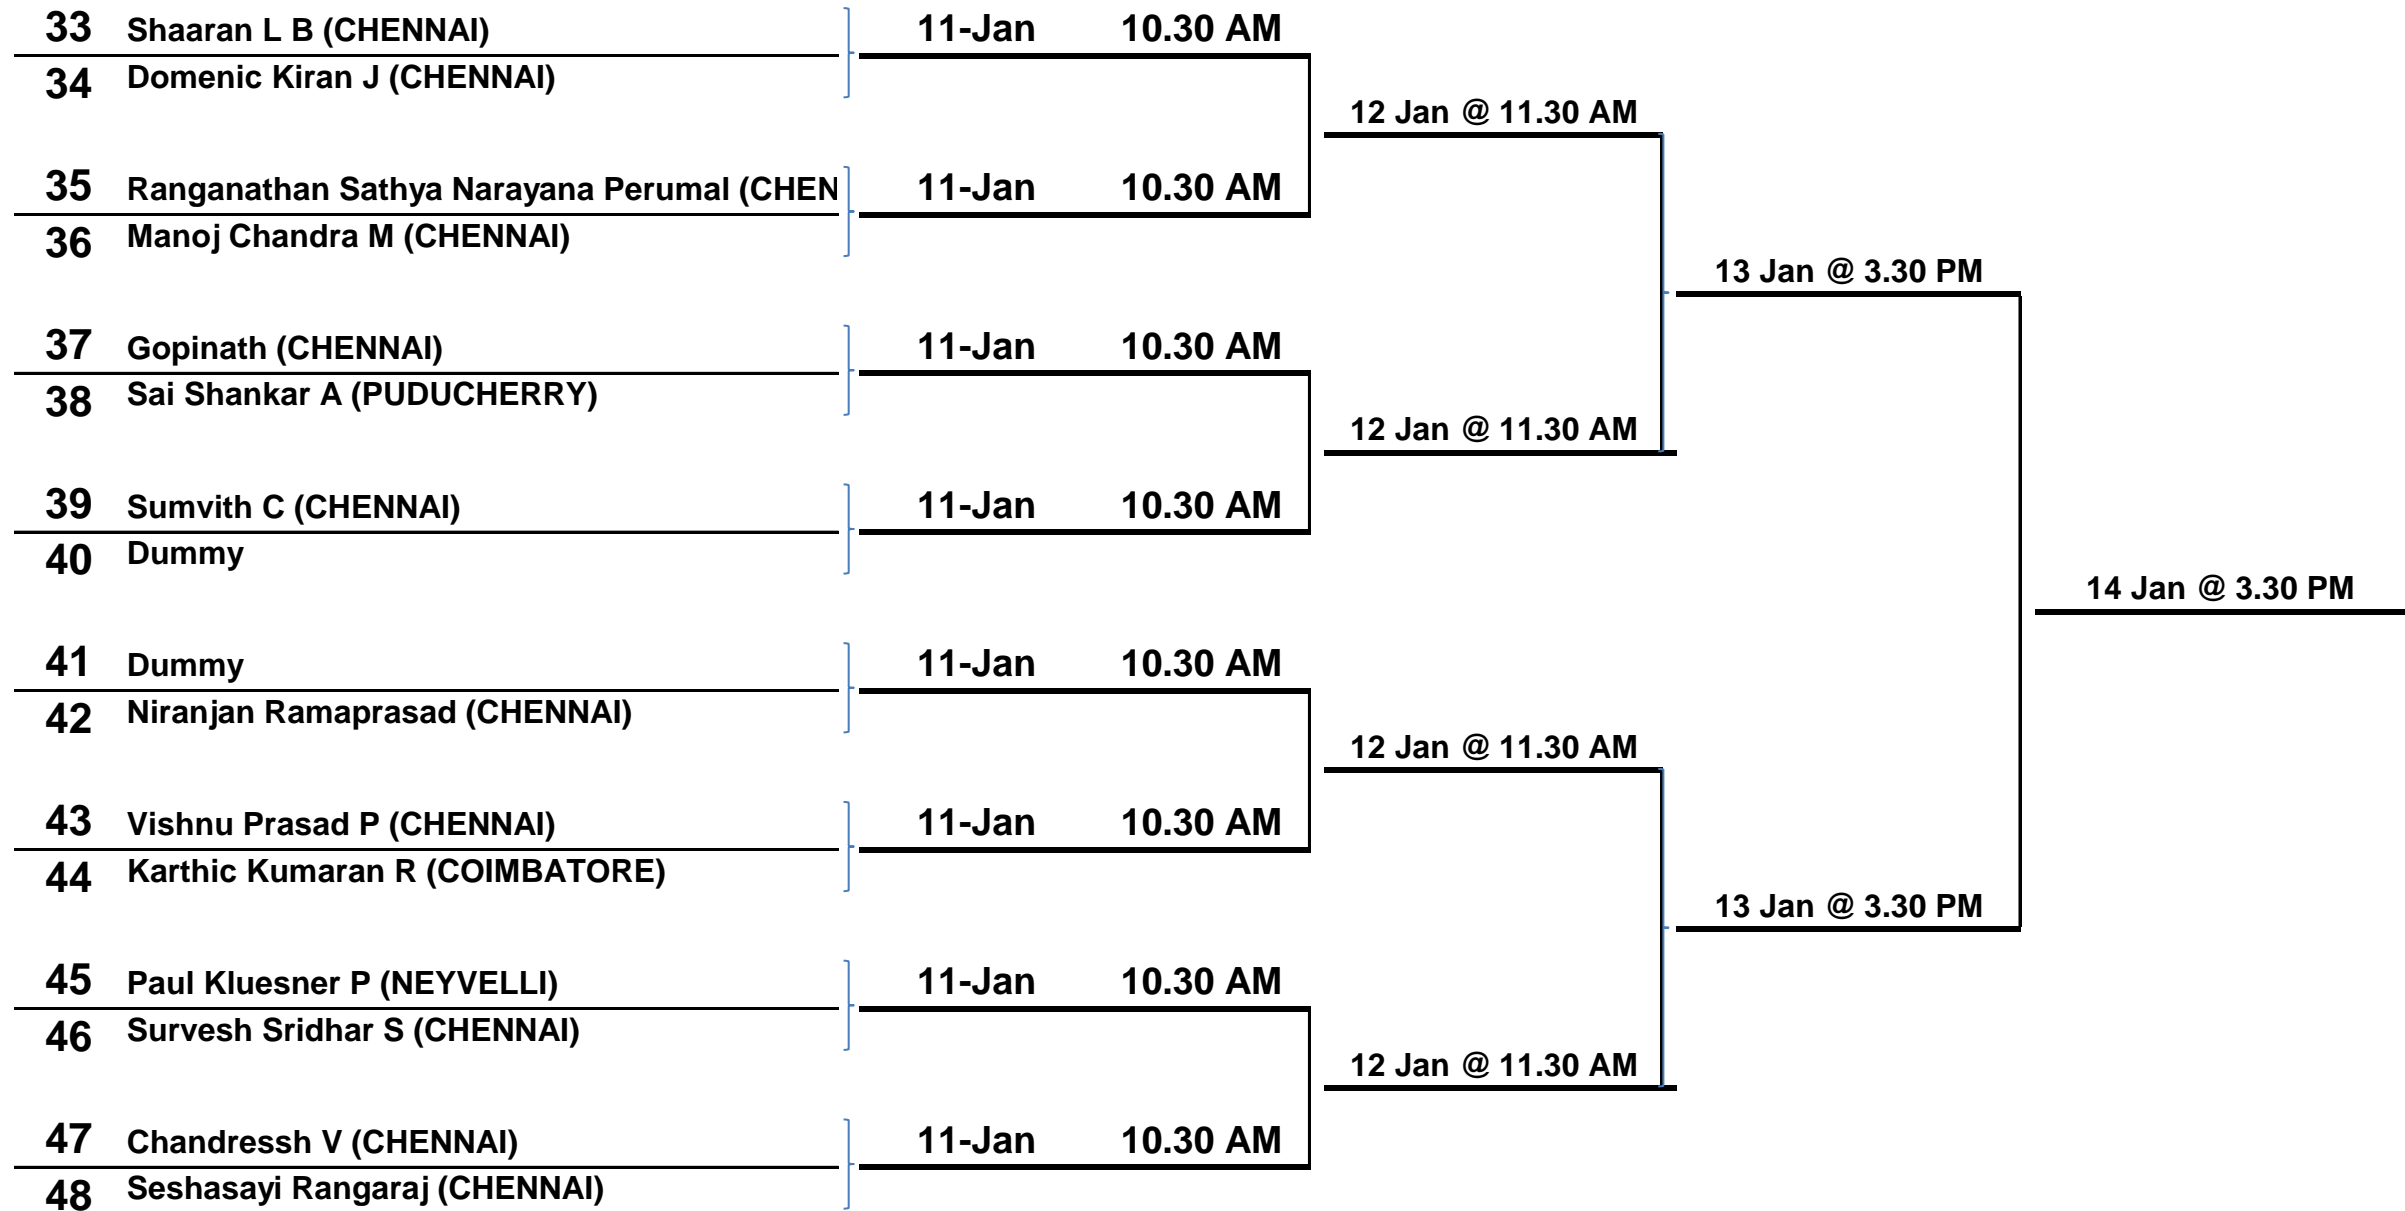 33 Shaaran L B (CHENNAI) 11-Jan 10.30 AM
34 Domenic Kiran J (CHENNAI)
12 Jan @ 11.30 AM
35 Ranganathan Sathya Narayana Perumal (CHEN 11-Jan 10.30 AM
36 Manoj Chandra M (CHENNAI)
13 Jan @ 3.30 PM
37 Gopinath (CHENNAI) 11-Jan 10.30 AM
38 Sai Shankar A (PUDUCHERRY)
12 Jan @ 11.30 AM
39 Sumvith C (CHENNAI) 11-Jan 10.30 AM
40 Dummy
14 Jan @ 3.30 PM
41 Dummy 11-Jan 10.30 AM
42 Niranjan Ramaprasad (CHENNAI)
12 Jan @ 11.30 AM
43 Vishnu Prasad P (CHENNAI) 11-Jan 10.30 AM
44 Karthic Kumaran R (COIMBATORE)
13 Jan @ 3.30 PM
45 Paul Kluesner P (NEYVELLI) 11-Jan 10.30 AM
46 Survesh Sridhar S (CHENNAI)
12 Jan @ 11.30 AM
47 Chandressh V (CHENNAI) 11-Jan 10.30 AM
48 Seshasayi Rangaraj (CHENNAI)